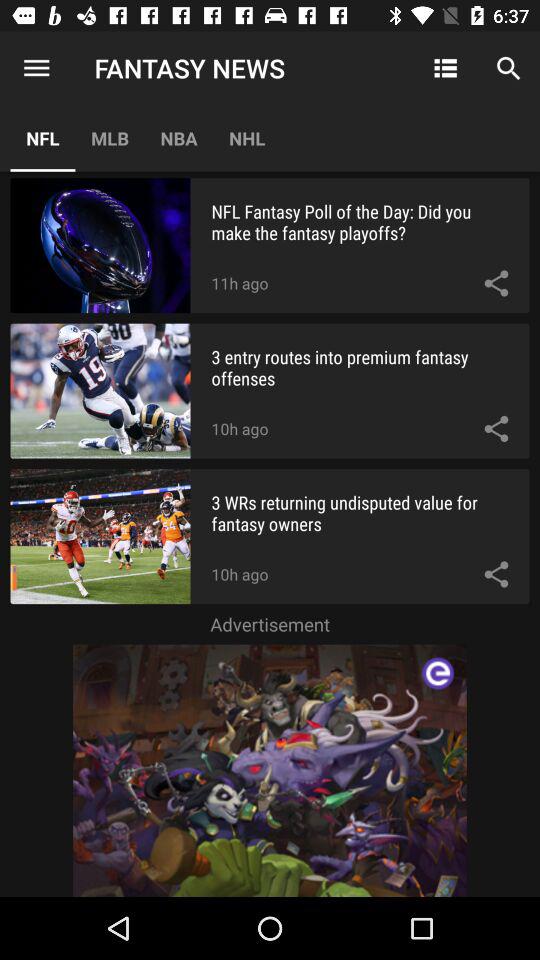 6:37
FANTASY NEWS
NFL MLB NBA NHL
NFL Fantasy Poll of the Day: Did you
make the fantasy playoffs?
11h ago
3 entry routes into premium fantasy
offenses
10h ago
3 WRs returning undisputed value for
fantasy owners
10h ago
Advertisement